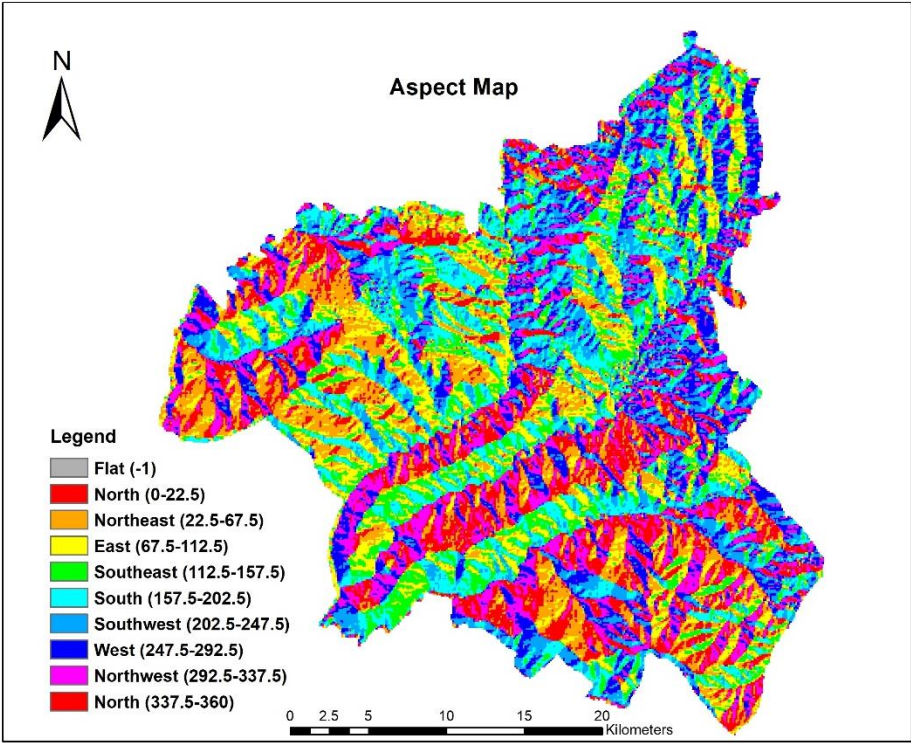 N
Aspect Map
Legend
Flat (-1)
North (0-22.5)
Northeast (22.5-67.5)
East (67.5-112.5)
Southeast (112.5-157.5)
South (157.5-202.5)
Southwest (202.5-247.5)
West (247.5-292.5)
Northwest (292.5-337.5)
North (337.5-360)
0 2.5 5 10 15 20
Kilometers